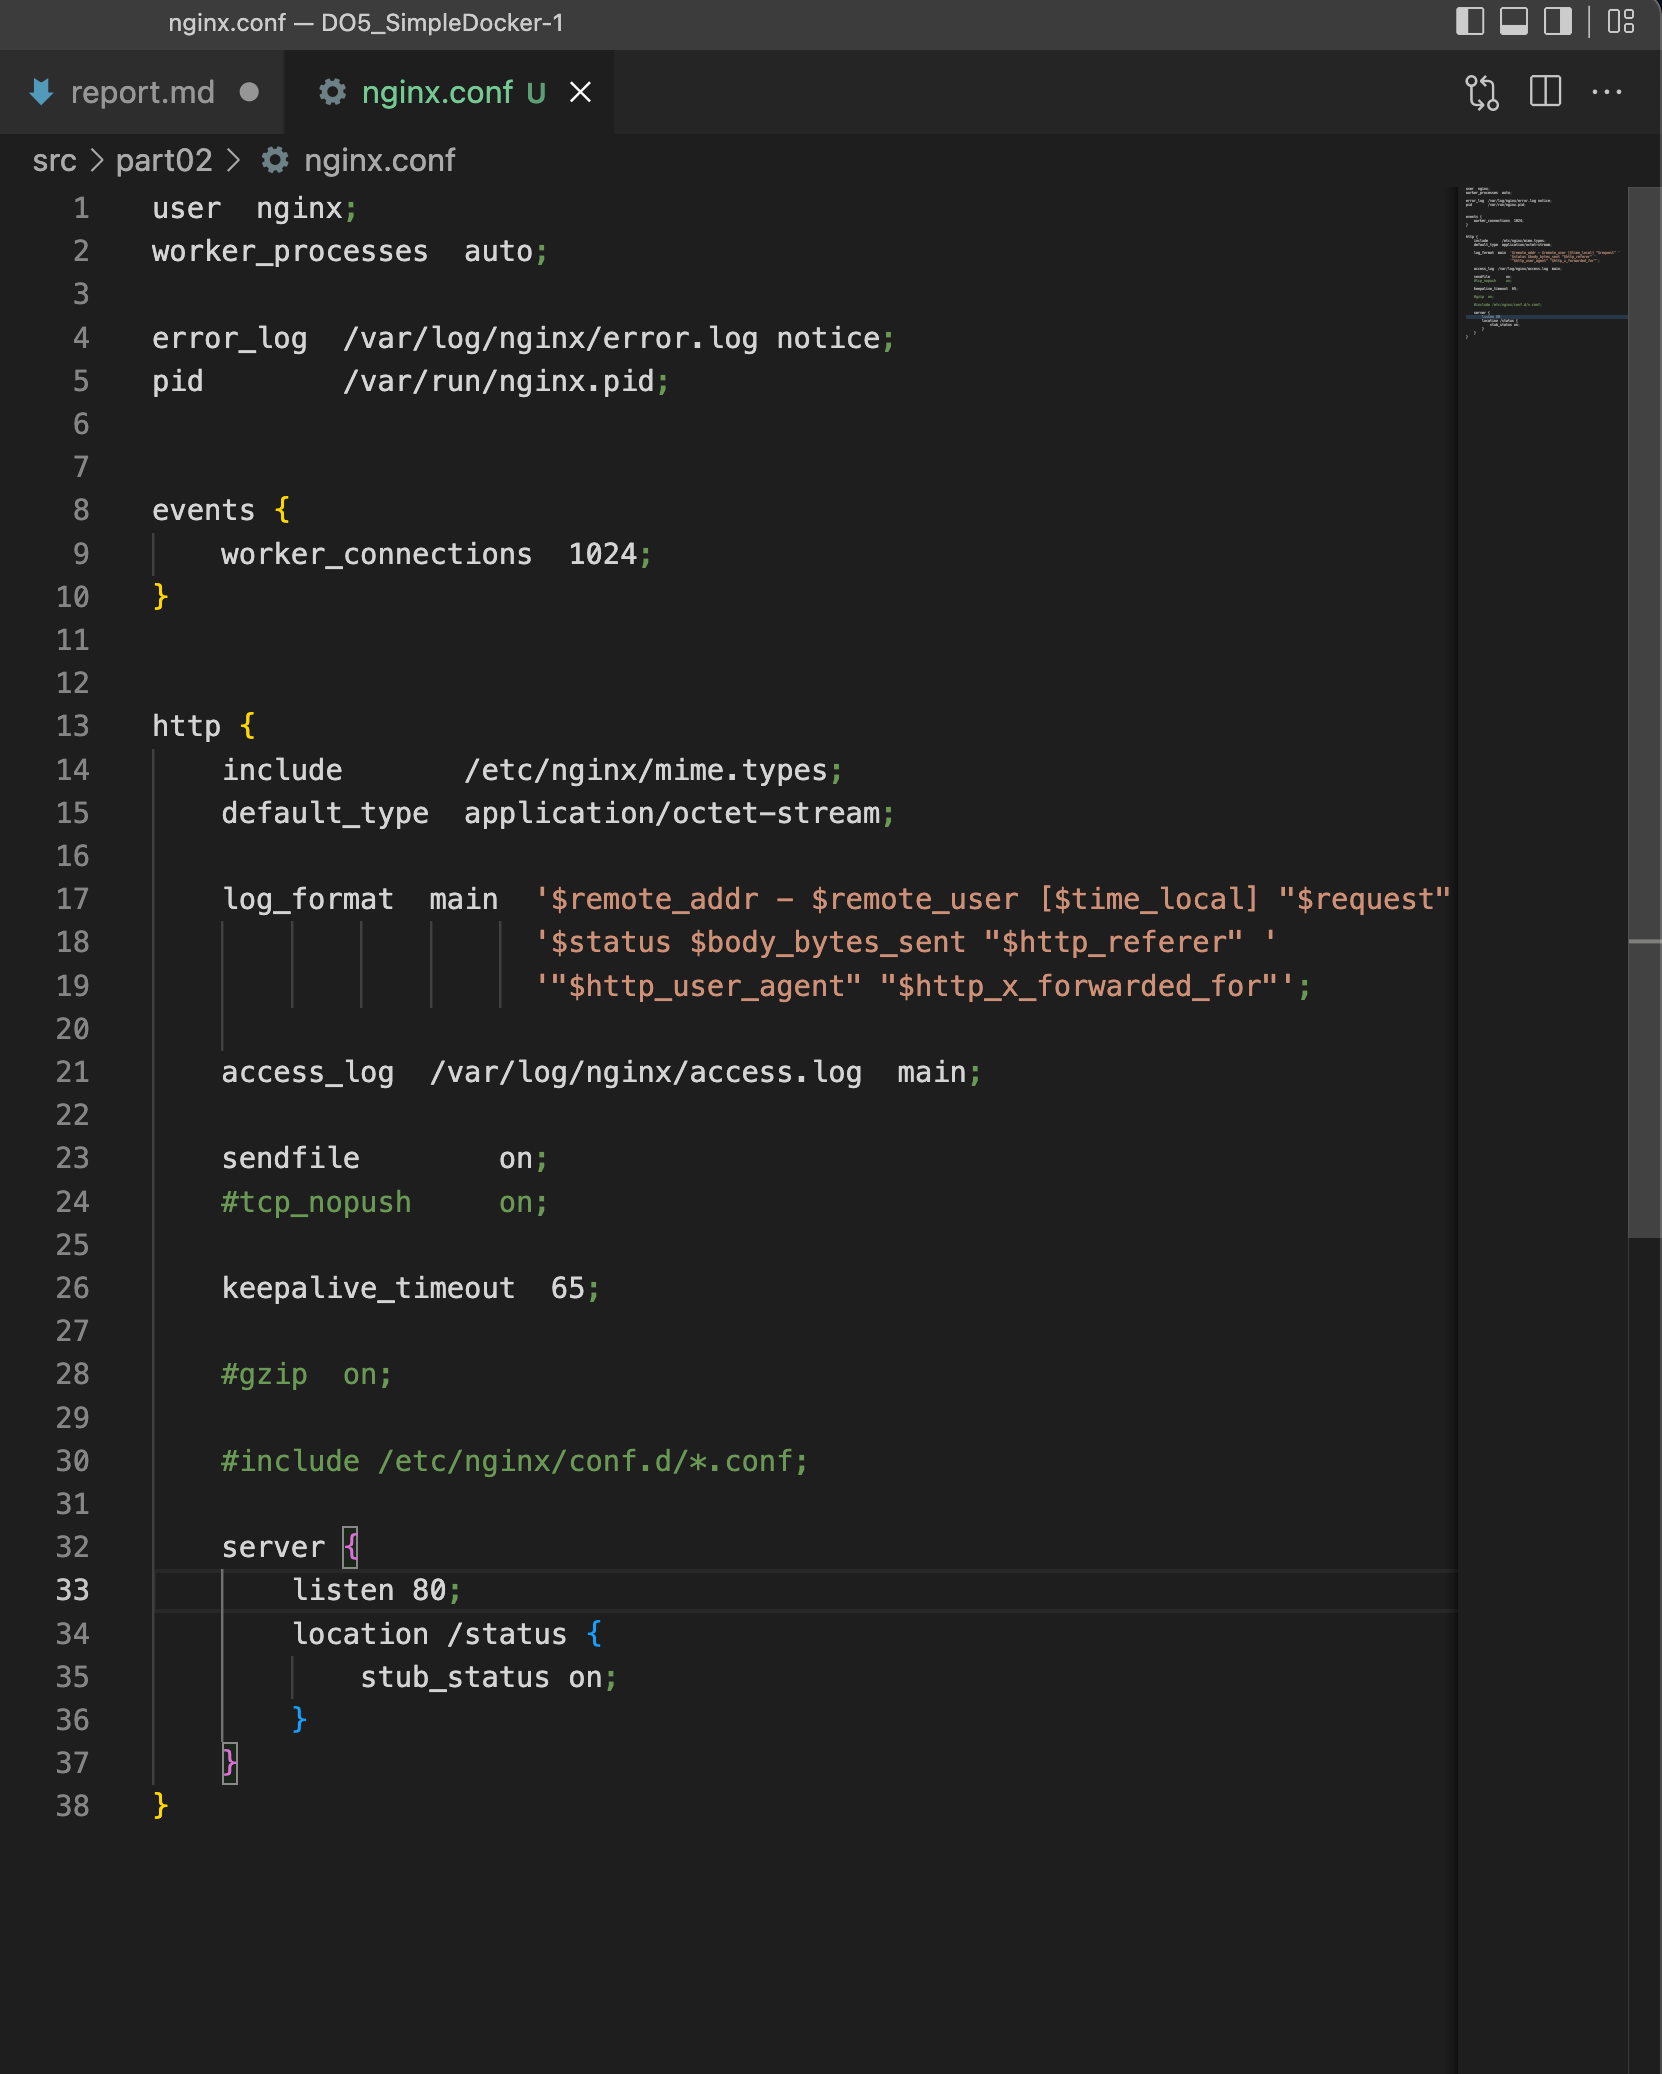 nginx.conf — DO5_SimpleDocker-1
report.md nginx.conf U
src > part02 > nginx.conf
1 user  nginx;
2 worker_processes  auto;
3
4 error_log  /var/log/nginx/error.log notice;
5 pid        /var/run/nginx.pid;
6
7
8 events {
9     worker_connections  1024;
10 }
11
12
13 http {
14     include       /etc/nginx/mime.types;
15     default_type  application/octet-stream;
16
17     log_format  main  '$remote_addr - $remote_user [$time_local] "$request"
18                       '$status $body_bytes_sent "$http_referer" '
19                       '"$http_user_agent" "$http_x_forwarded_for"';
20
21     access_log  /var/log/nginx/access.log  main;
22
23     sendfile        on;
24     #tcp_nopush     on;
25
26     keepalive_timeout  65;
27
28     #gzip  on;
29
30     #include /etc/nginx/conf.d/*.conf;
31
32     server {
33         listen 80;
34         location /status {
35             stub_status on;
36         }
37     }
38 }